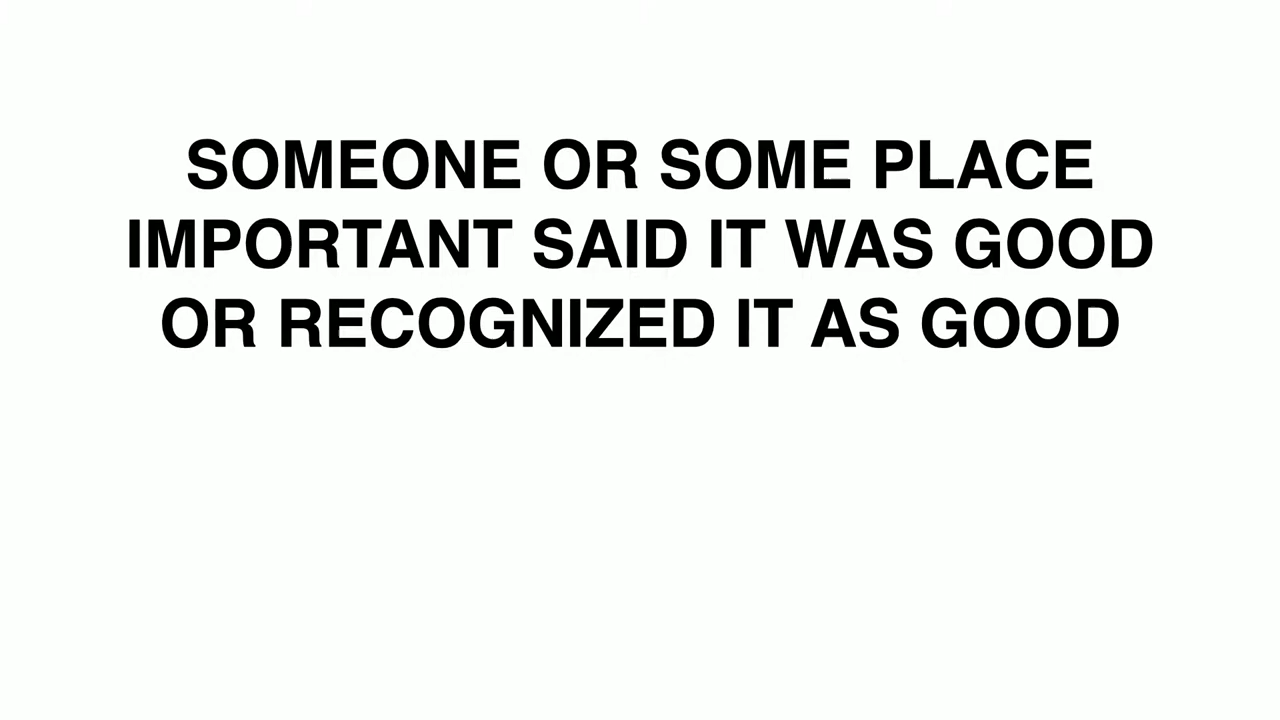 SOMEONE OR SOME PLACE
IMPORTANT SAID IT WAS GOOD
OR RECOGNIZED IT AS GOOD